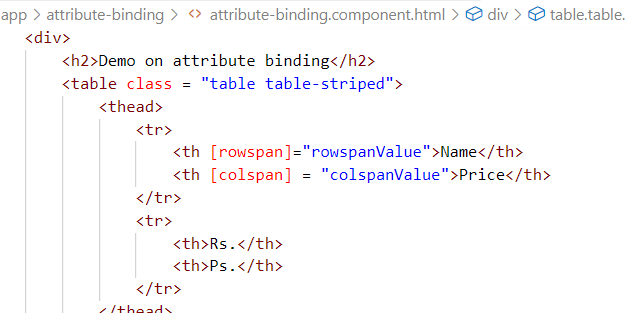 app > attribute-binding > <> attribute-binding.component.html > div > table.table.
<div>
<h2>Demo on attribute binding</h2>
<table class = "table table-striped">
<thead>
<tr>
<th [rowspan]="rowspanValue">Name</th>
<th [colspan] = "colspanValue">Price</th>
</tr>
<tr>
<th>Rs.</th>
<th>Ps.</th>
</tr>
</thead>